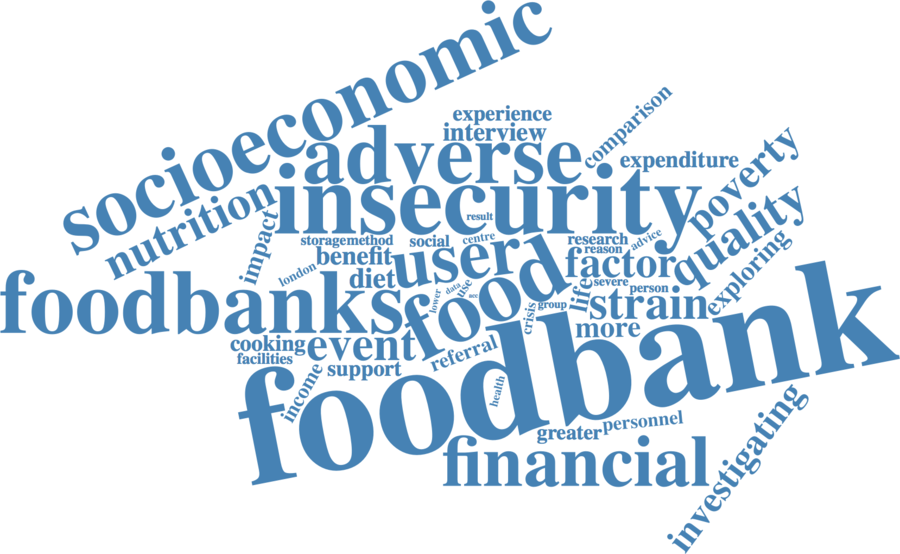 socioeconomic
experience
interview
comparison
adverse
expenditure
poverty
insecurity
nutrition
quality
result
impact
storagemethod
social
centre
research
reason
advice
benefit
user
food
factor
exploring
london
diet
severe
person
life
foodbanks
lower
data
use
strain
crisis
group
more
cooking
facilities
event
referral
support
foodbank
income
health
greater
personnel
financial
investigating